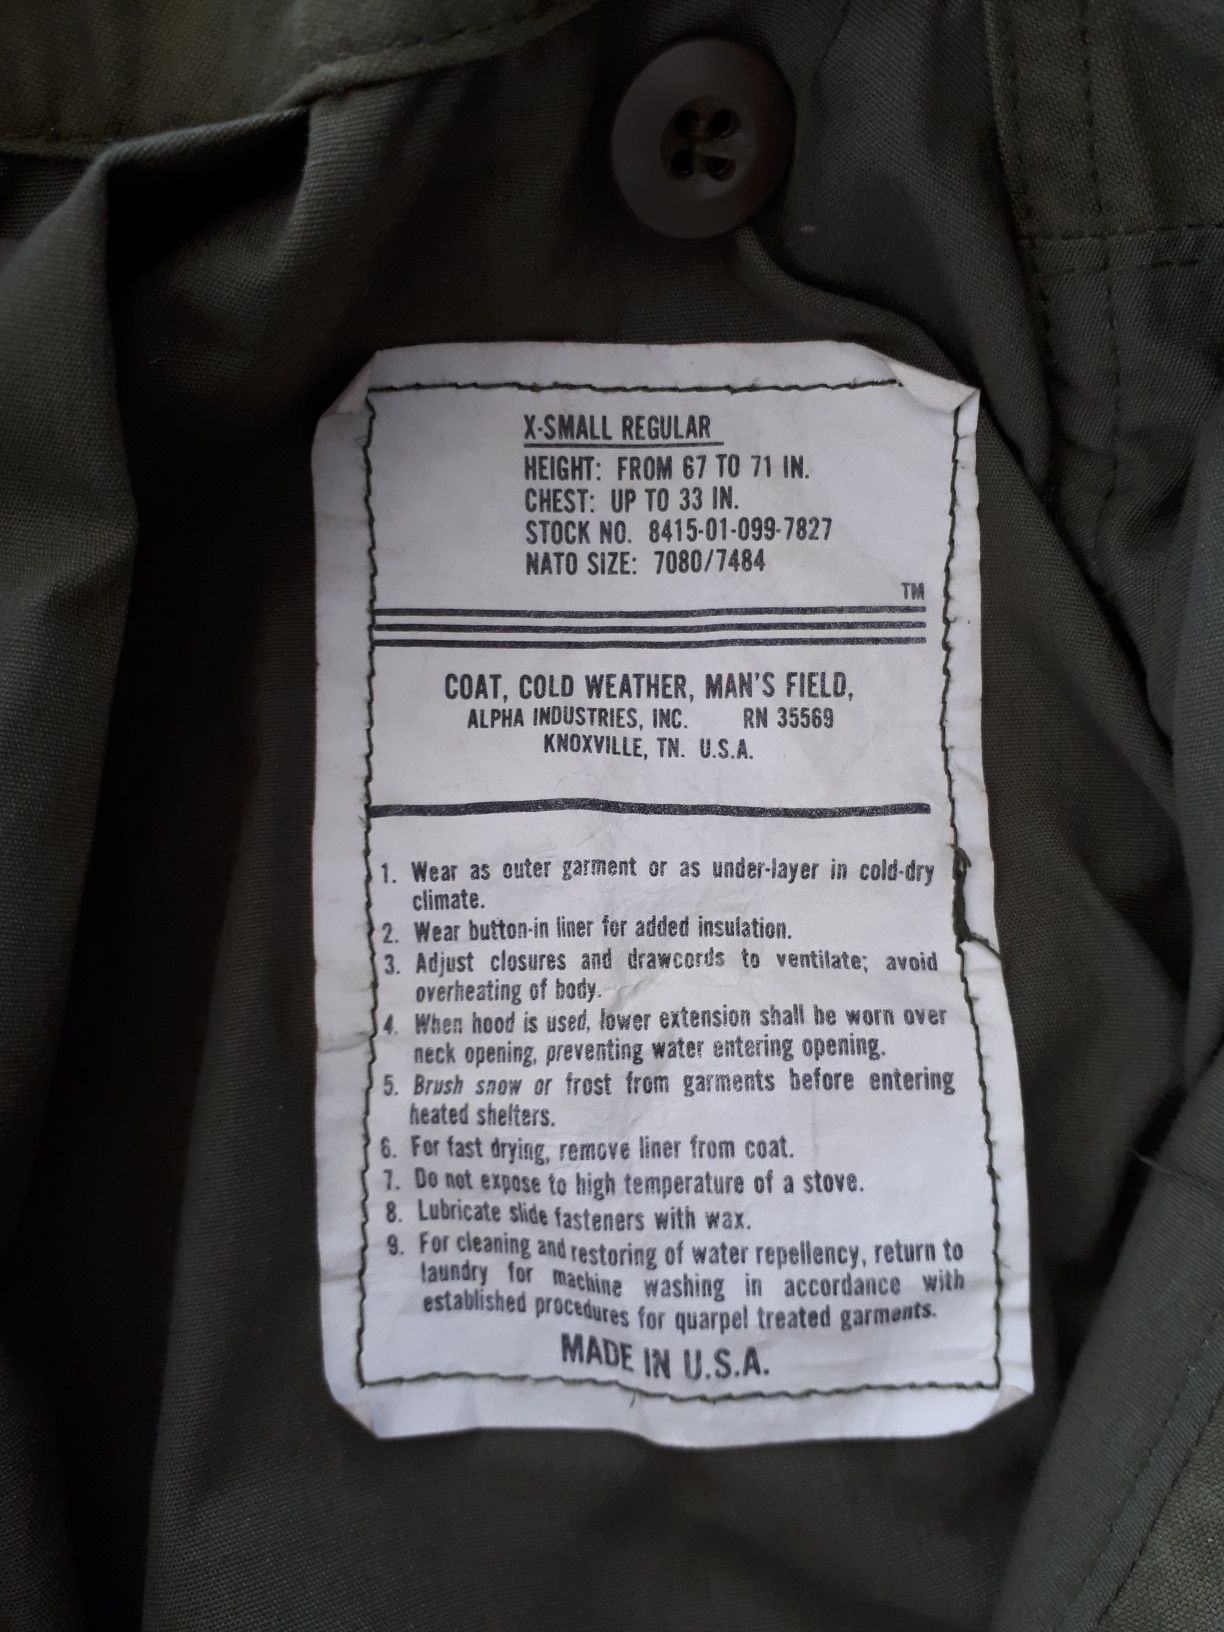 X-SMALL REGULAR
HEIGHT: FROM 67 TO 71 IN.
CHEST: UP TO 33 IN.
STOCK NO. 8415-01-099-7827
NATO SIZE: 7080/7484
TM
COAT, COLD WEATHER, MAN'S FIELD,
ALPHA INDUSTRIES, INC. RN 35569
KNOXVILLE, TN. U.S.A.
1. Wear as outer garment or as under-layer in cold-dry
climate.
2. Wear button-in liner for added insulation.
3. Adjust closures and drawcords to ventilate; avoid
overheating of body.
4. When hood is used, lower extension shall be worn over
neck opening, preventing water entering opening.
5. Brush snow or frost from garments before entering
heated shelters.
6. For fast drying, remove liner from coat.
7. Do not expose to high temperature of a stove.
8. Lubricate slide fasteners with wax.
9. For cleaning and restoring of water repellency, return to
laundry for machine washing in accordance with
established procedures for quarpel treated garments.
MADE IN U.S.A.